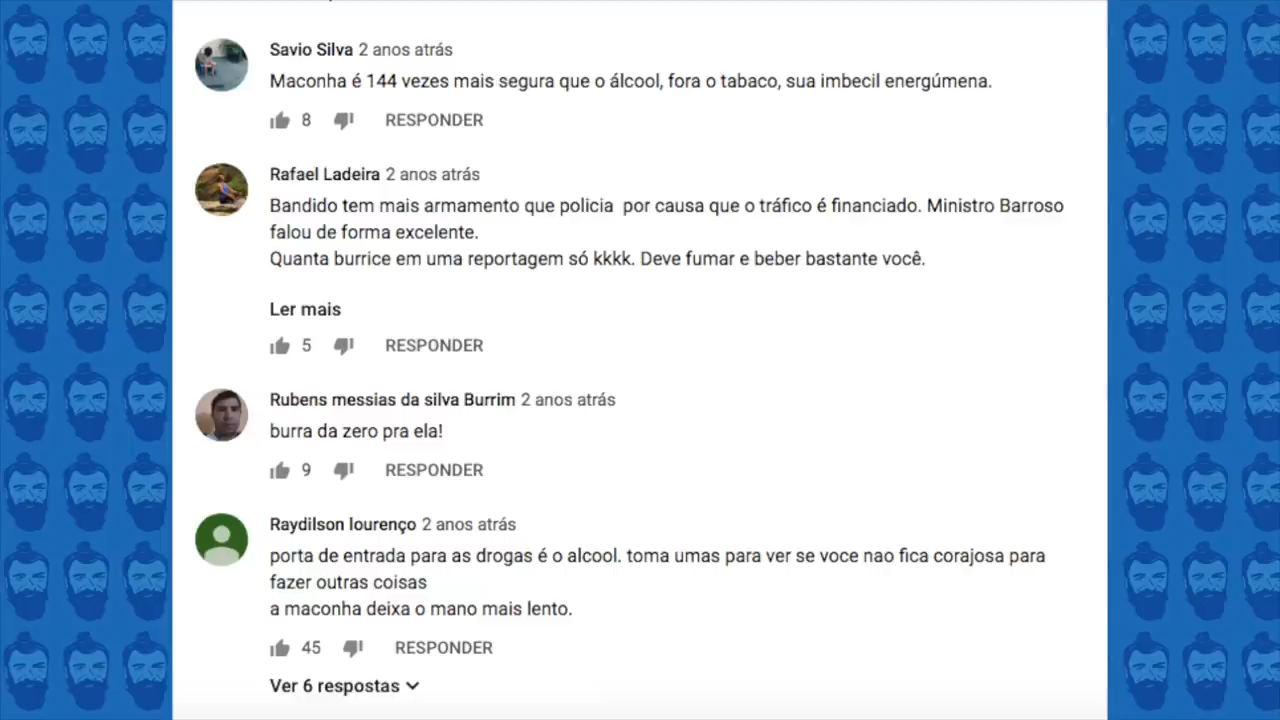 Savio Silva 2 anos atrás
Maconha é 144 vezes mais segura que o álcool, fora o tabaco, sua imbecil energúmena.
8 RESPONDER
Rafael Ladeira 2 anos atrás
Bandido tem mais armamento que policia por causa que o tráfico é financiado. Ministro Barroso
falou de forma excelente.
Quanta burrice em uma reportagem só kkkk. Deve fumar e beber bastante você.
Ler mais
5 RESPONDER
Rubens messias da silva Burrim 2 anos atrás
burra da zero pra ela!
9 RESPONDER
Raydilson lourenço 2 anos atrás
porta de entrada para as drogas é o alcool. toma umas para ver se voce nao fica corajosa para
fazer outras coisas
a maconha deixa o mano mais lento.
45 RESPONDER
Ver 6 respostas